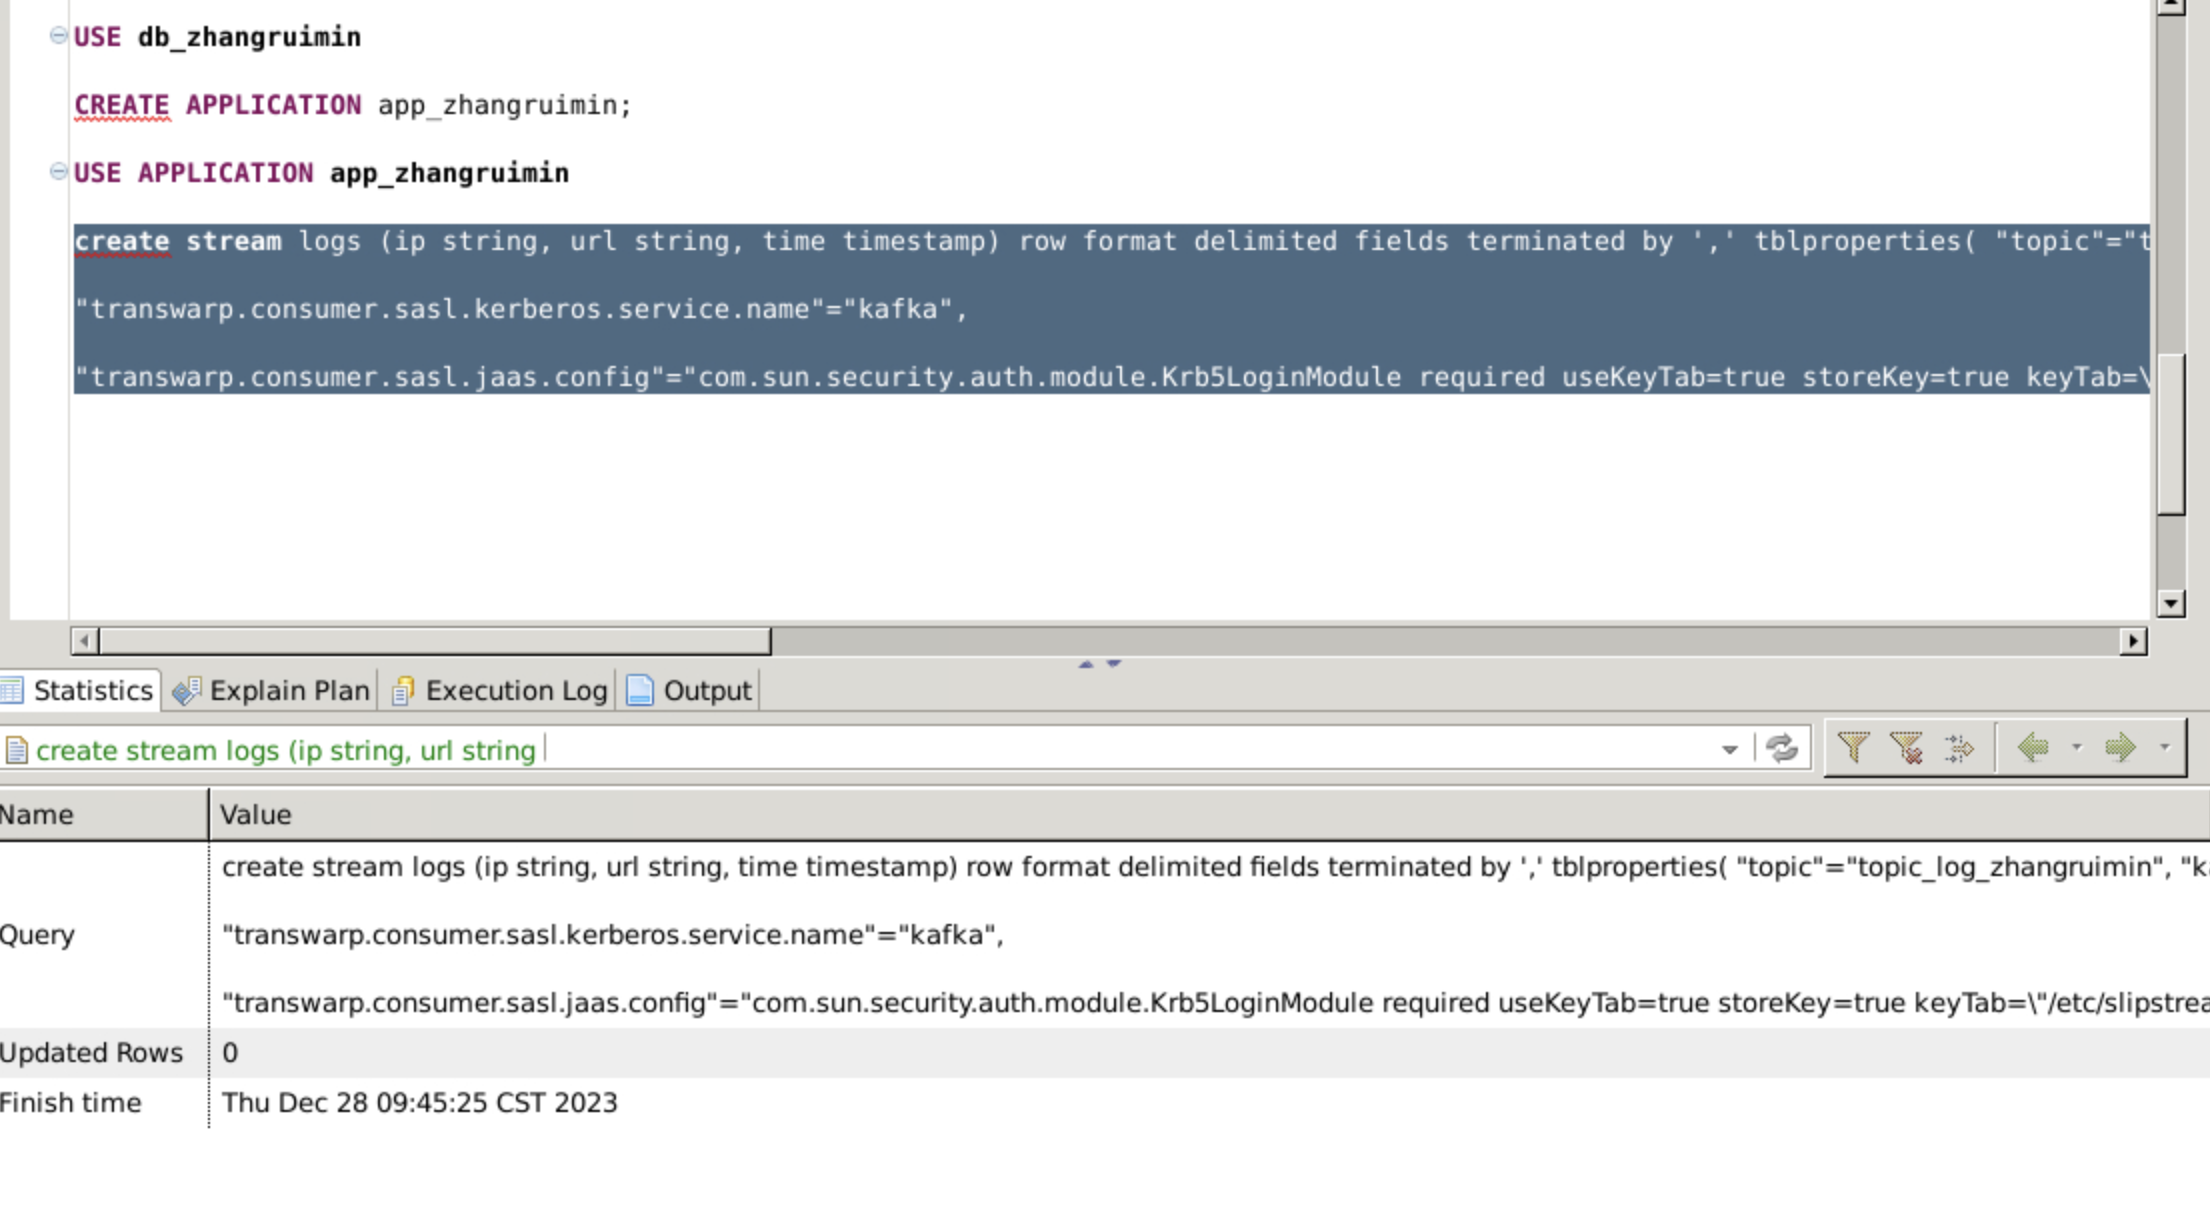 USE db_zhangruimin
CREATE APPLICATION app_zhangruimin;
USE APPLICATION app_zhangruimin
create stream logs (ip string, url string, time timestamp) row format delimited fields terminated by ',' tblproperties( "topic"="t
"transwarp.consumer.sasl.kerberos.service.name"="kafka",
"transwarp.consumer.sasl.jaas.config"="com.sun.security.auth.module.Krb5LoginModule required useKeyTab=true storeKey=true keyTab=\
Statistics Explain Plan Execution Log Output
create stream logs (ip string, url string
Name Value
create stream logs (ip string, url string, time timestamp) row format delimited fields terminated by ',' tblproperties( "topic"="topic_log_zhangruimin", "k
Query "transwarp.consumer.sasl.kerberos.service.name"="kafka",
"transwarp.consumer.sasl.jaas.config"="com.sun.security.auth.module.Krb5LoginModule required useKeyTab=true storeKey=true keyTab=\"/etc/slipstrea
Updated Rows 0
Finish time Thu Dec 28 09:45:25 CST 2023